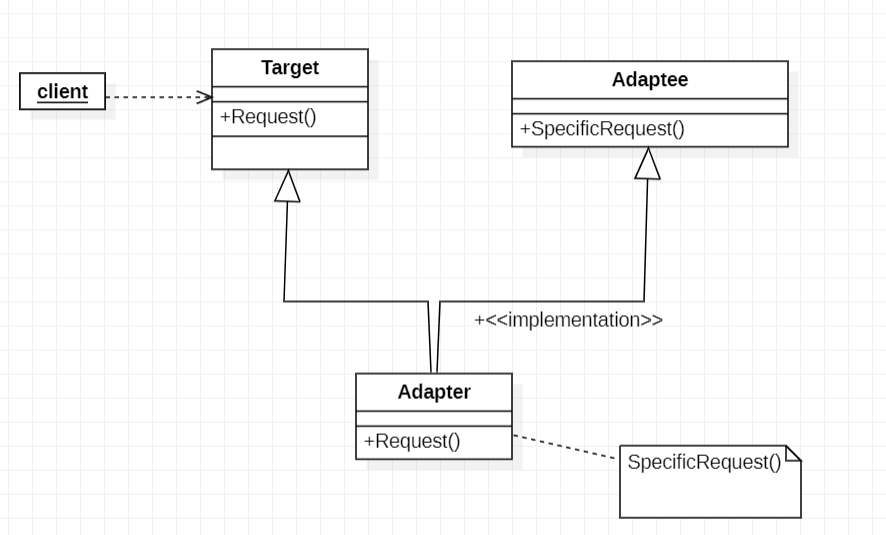 client
Target
+Request()
Adaptee
+SpecificRequest()
+<<implementation>>
Adapter
+Request()
SpecificRequest()